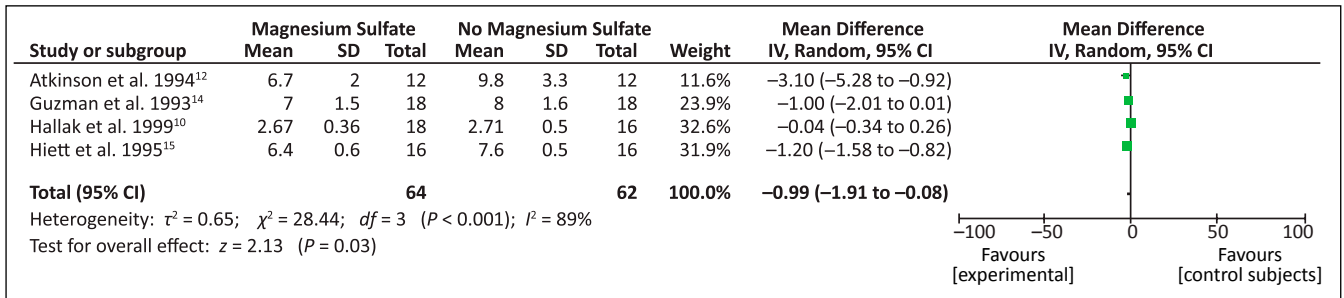 Magnesium Sulfate No Magnesium Sulfate Mean Difference Mean Difference
Study or subgroup Mean SD Total Mean SD Total Weight IV, Random, 95% CI IV, Random, 95% CI
Atkinson et al. 1994¹² 6.7 2 12 9.8 3.3 12 11.6% −3.10 (−5.28 to −0.92)
Guzman et al. 1993¹⁴ 7 1.5 18 8 1.6 18 23.9% −1.00 (−2.01 to 0.01)
Hallak et al. 1999¹⁰ 2.67 0.36 18 2.71 0.5 16 32.6% −0.04 (−0.34 to 0.26)
Hiett et al. 1995¹⁵ 6.4 0.6 16 7.6 0.5 16 31.9% −1.20 (−1.58 to −0.82)
Total (95% CI) 64 62 100.0% −0.99 (−1.91 to −0.08)
Heterogeneity: τ² = 0.65; χ² = 28.44; df = 3 (P < 0.001); I² = 89%
Test for overall effect: z = 2.13 (P = 0.03)
−100 −50 0 50 100
Favours Favours
[experimental] [control subjects]